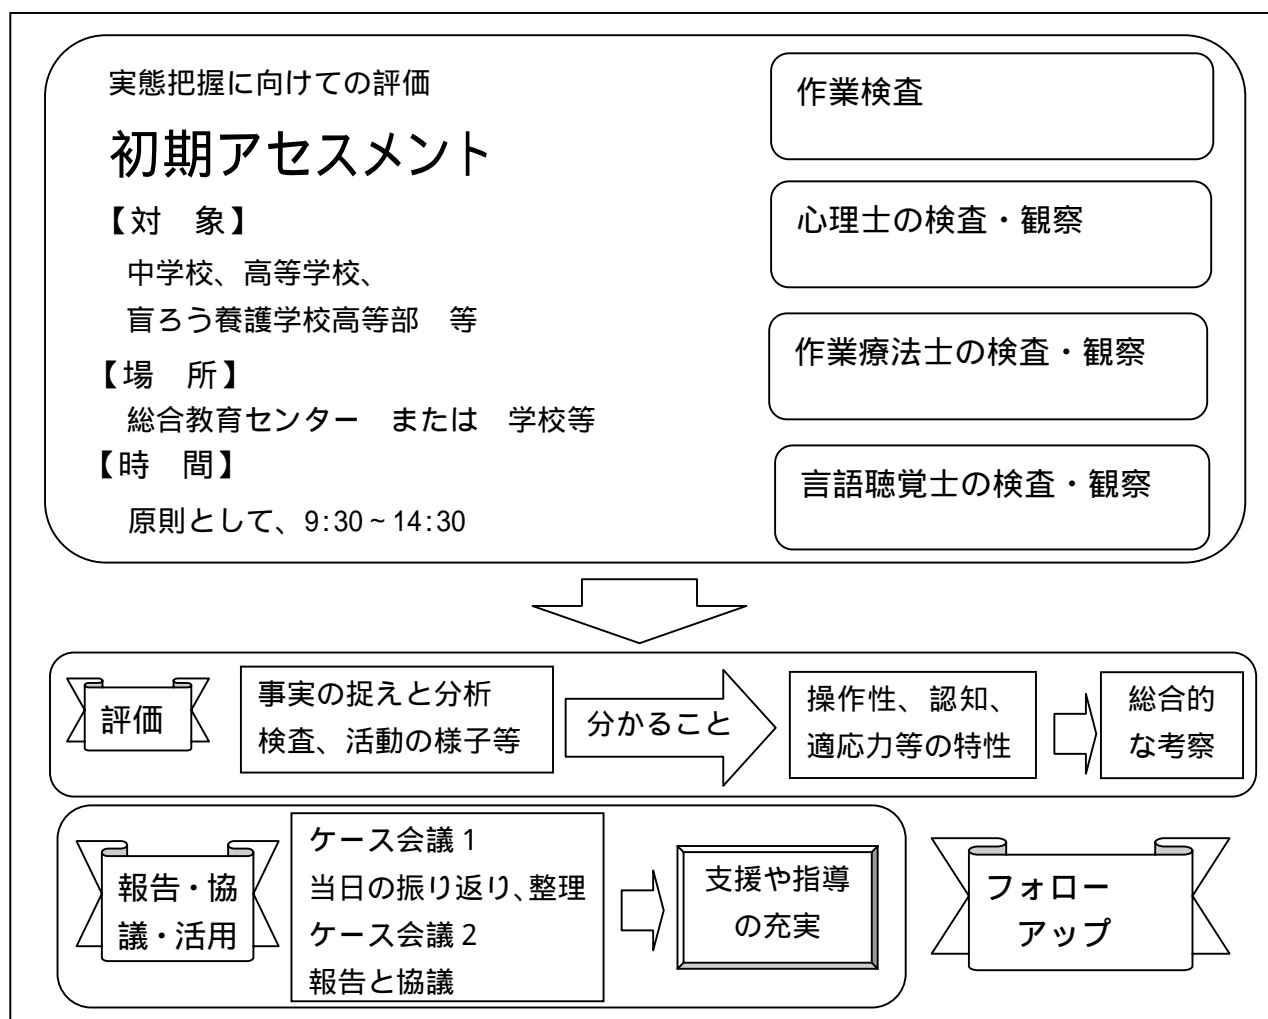 実態把握に向けての評価
初期アセスメント
【対　象】
中学校、高等学校、
盲ろう養護学校高等部　等
【場　所】
総合教育センター　または　学校等
【時　間】
原則として、9:30~14:30
作業検査
心理士の検査・観察
作業療法士の検査・観察
言語聴覚士の検査・観察
評価
事実の捉えと分析
検査、活動の様子等
分かること
操作性、認知、
適応力等の特性
総合的
な考察
報告・協
議・活用
ケース会議1
当日の振り返り、整理
ケース会議2
報告と協議
支援や指導
の充実
フォロー
アップ